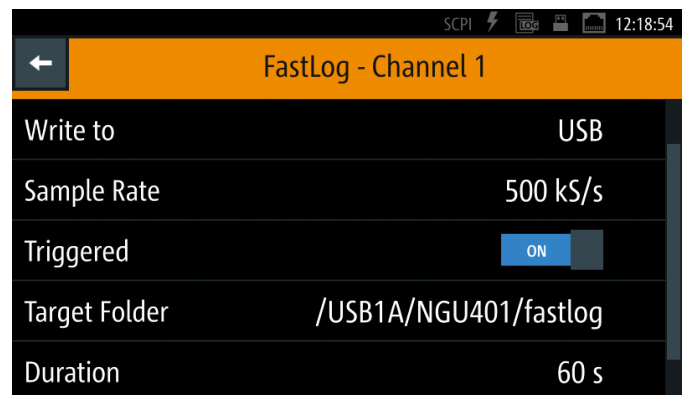 SCPI LOG 12:18:54
FastLog - Channel 1
Write to USB
Sample Rate 500 kS/s
Triggered ON
Target Folder /USB1A/NGU401/fastlog
Duration 60 s